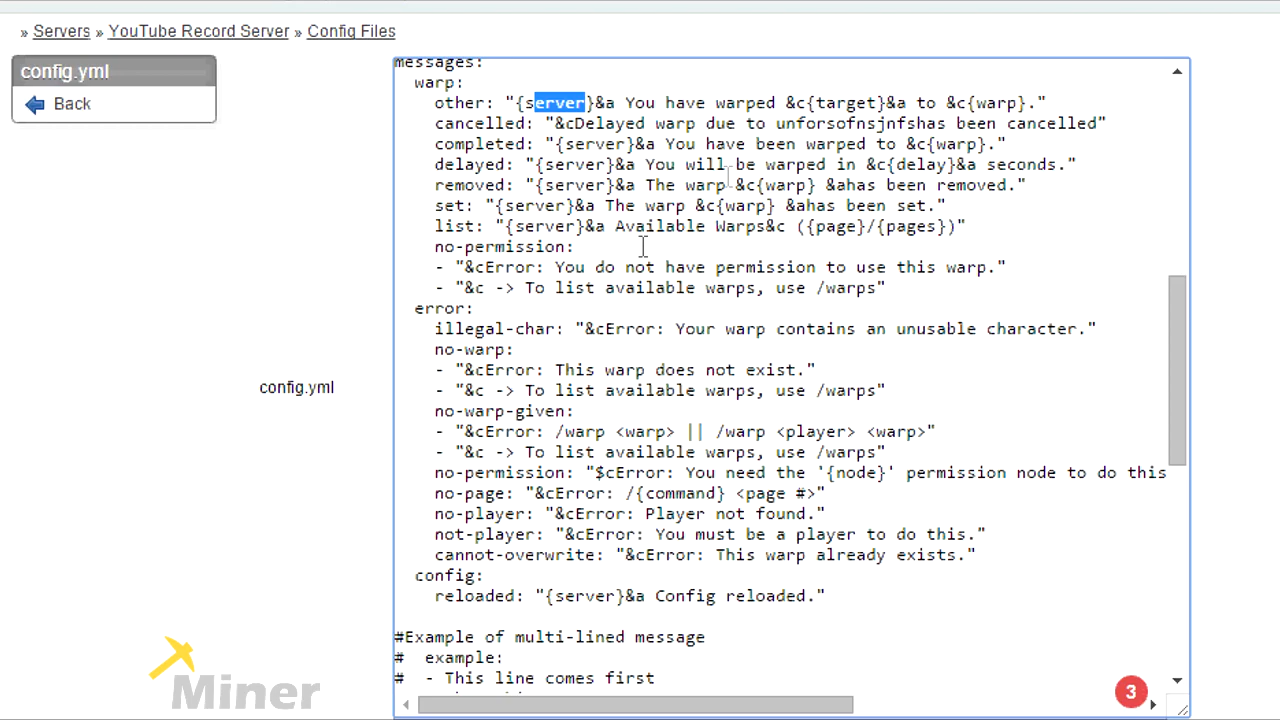 » Servers » YouTube Record Server » Config Files
config.yml
Back
config.yml
messages:
warp:
other: "{server}&a You have warped &c{target}&a to &c{warp}."
cancelled: "&cDelayed warp due to unforsofnsjnfshas been cancelled"
completed: "{server}&a You have been warped to &c{warp}."
delayed: "{server}&a You will be warped in &c{delay}&a seconds."
removed: "{server}&a The warp &c{warp} &ahas been removed."
set: "{server}&a The warp &c{warp} &ahas been set."
list: "{server}&a Available Warps&c ({page}/{pages})"
no-permission:
- "&cError: You do not have permission to use this warp."
- "&c -> To list available warps, use /warps"
error:
illegal-char: "&cError: Your warp contains an unusable character."
no-warp:
- "&cError: This warp does not exist."
- "&c -> To list available warps, use /warps"
no-warp-given:
- "&cError: /warp <warp> || /warp <player> <warp>"
- "&c -> To list available warps, use /warps"
no-permission: "$cError: You need the '{node}' permission node to do this
no-page: "&cError: /{command} <page #>"
no-player: "&cError: Player not found."
not-player: "&cError: You must be a player to do this."
cannot-overwrite: "&cError: This warp already exists."
config:
reloaded: "{server}&a Config reloaded."
#Example of multi-lined message
# example:
# - This line comes first
Miner
3